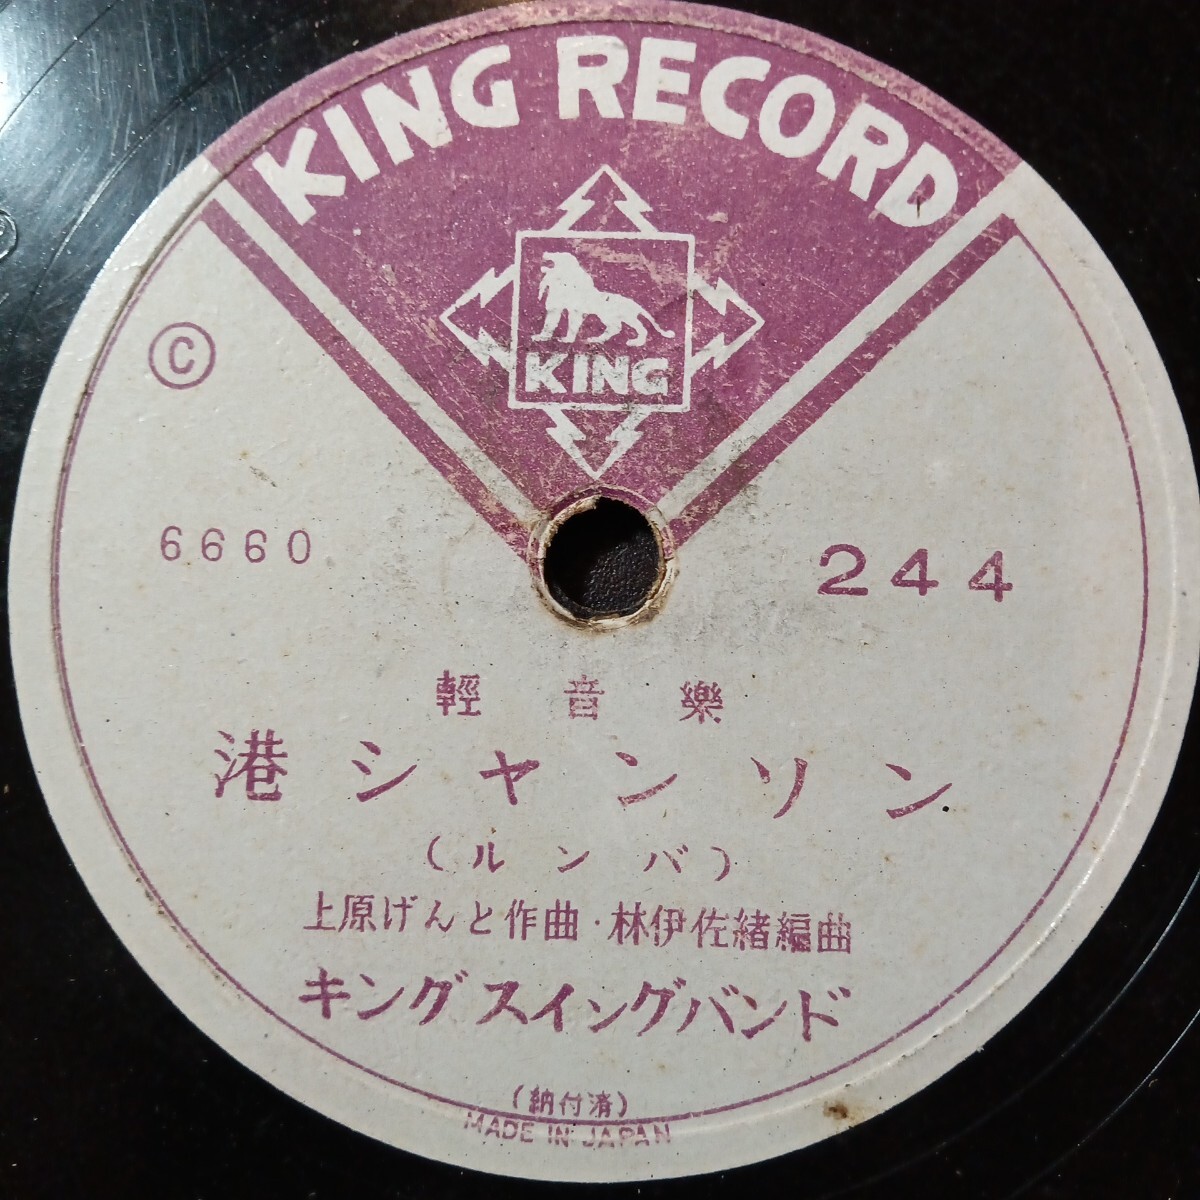 KING RECORD
KING
Ⓒ
6660
244
輕音樂
港シャンソン
(ルンバ)
上原げんと作曲・林伊佐緒編曲
キングスイングバンド
(納付済)
MADE IN JAPAN